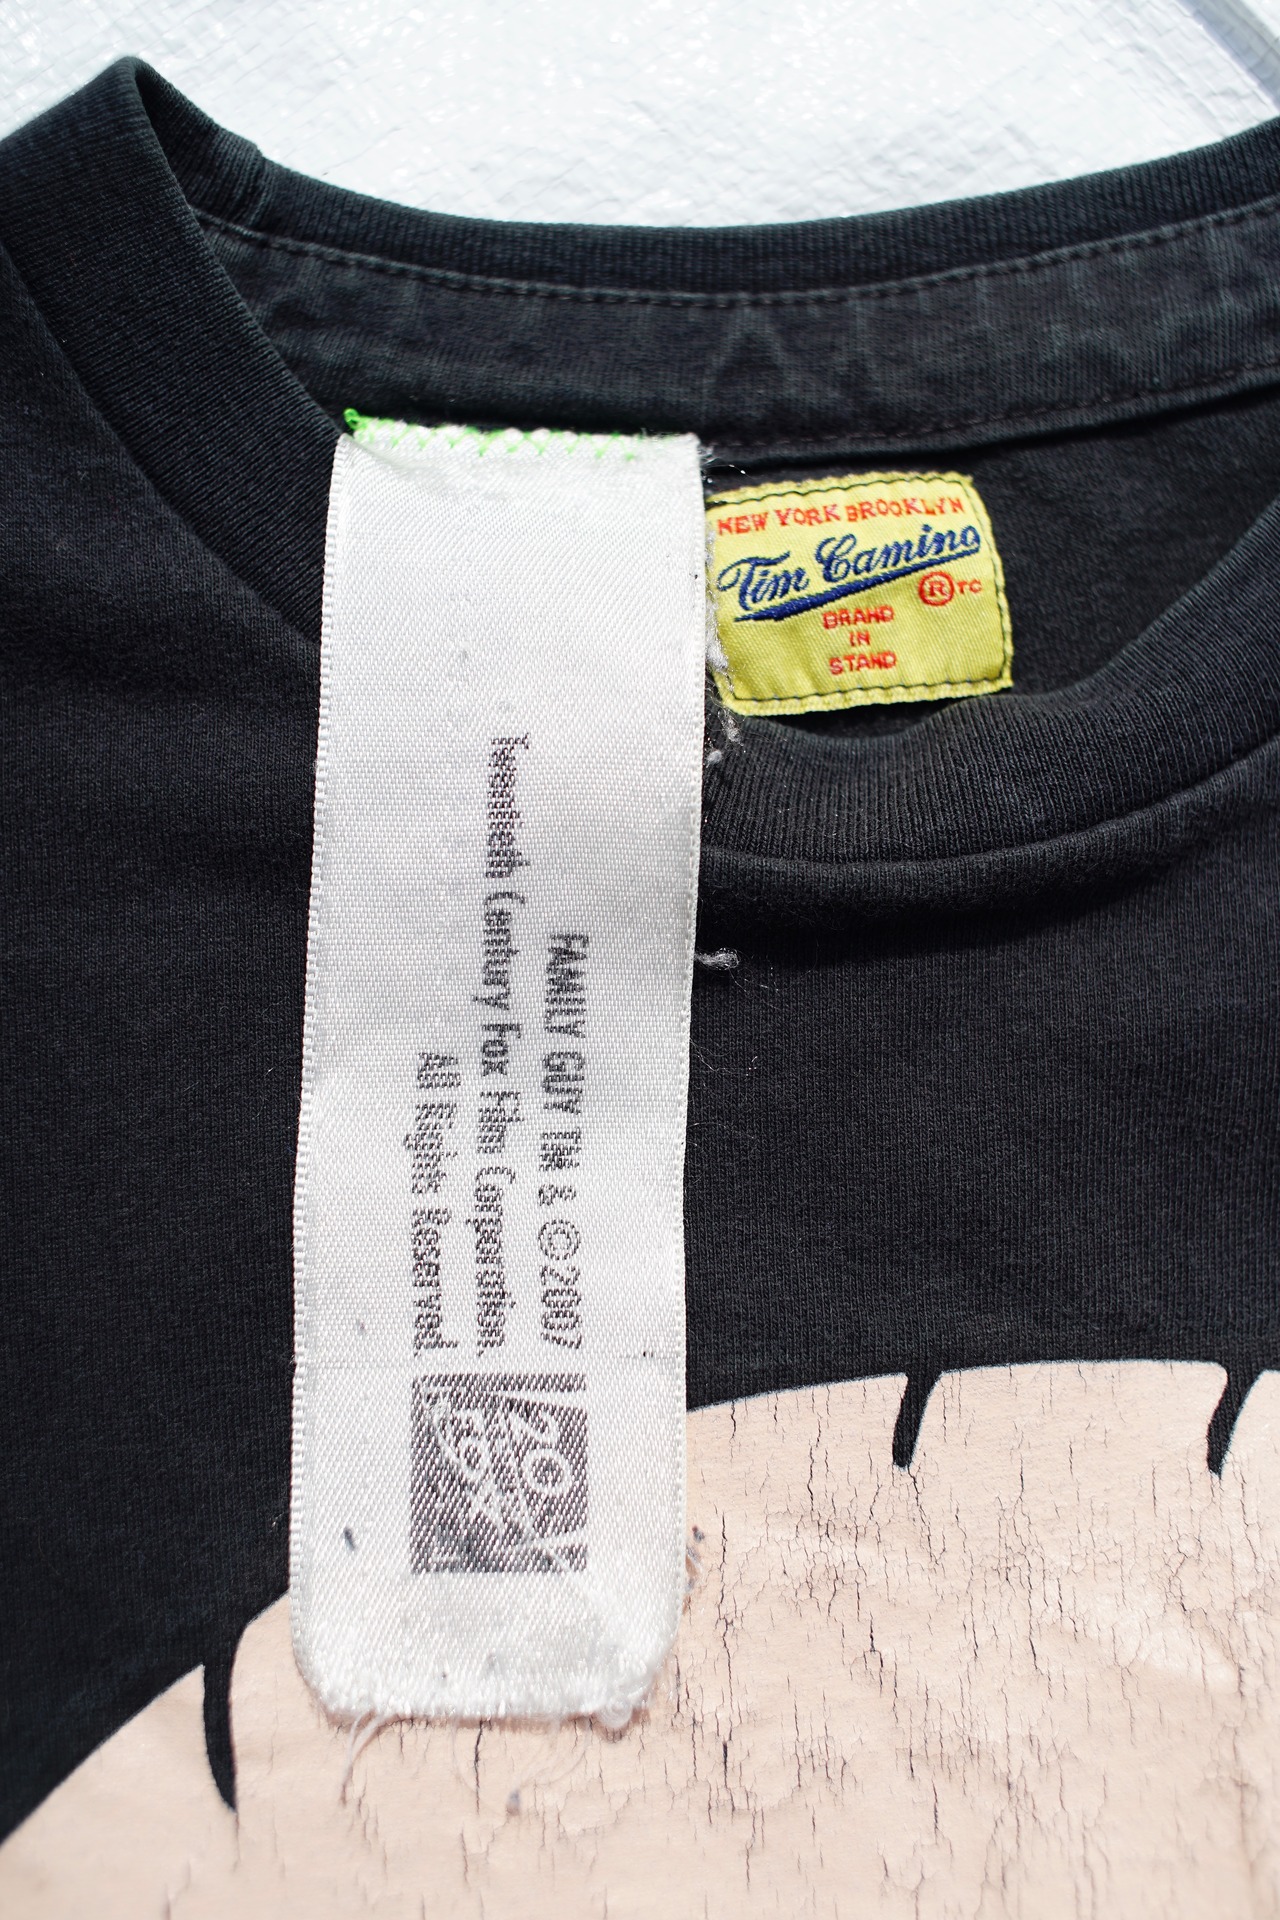 NEW YORK BROOKLYN
Tim Camino
® TC
BRAND
IN
STAND
FAMILY GUY TM & ©2007
Twentieth Century Fox Film Corporation.
All Rights Reserved